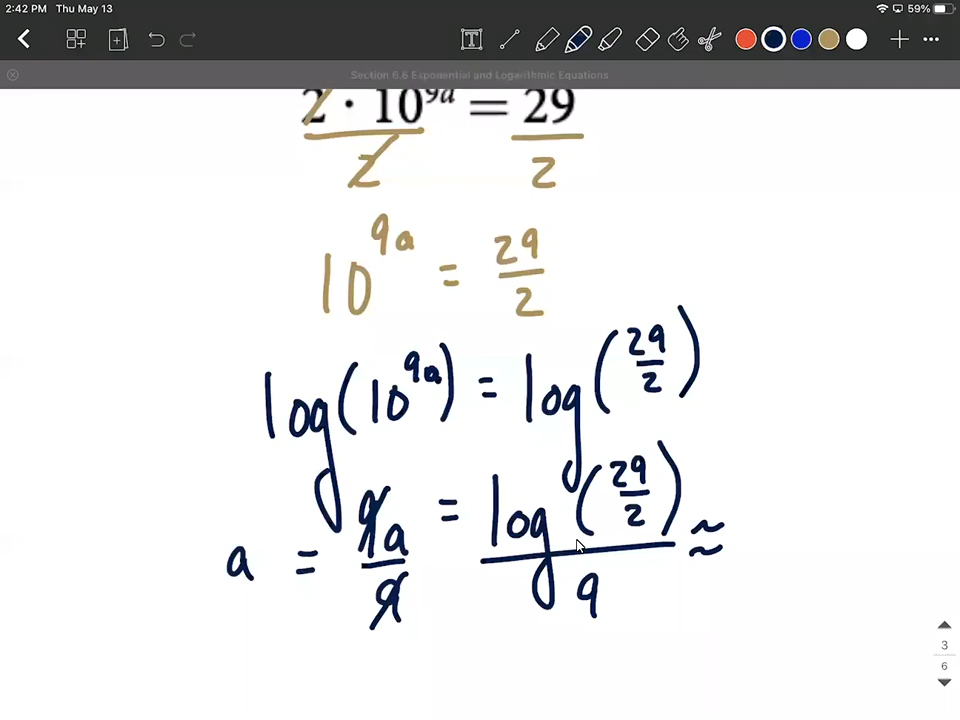 2:42 PM Thu May 13 59%
Section 6.6 Exponential and Logarithmic Equations
2 · 10^9a = 29
2 2
10^9a = 29/2
log(10^9a) = log(29/2)
a = 9a/9 = log(29/2)/9 ≈
3
6